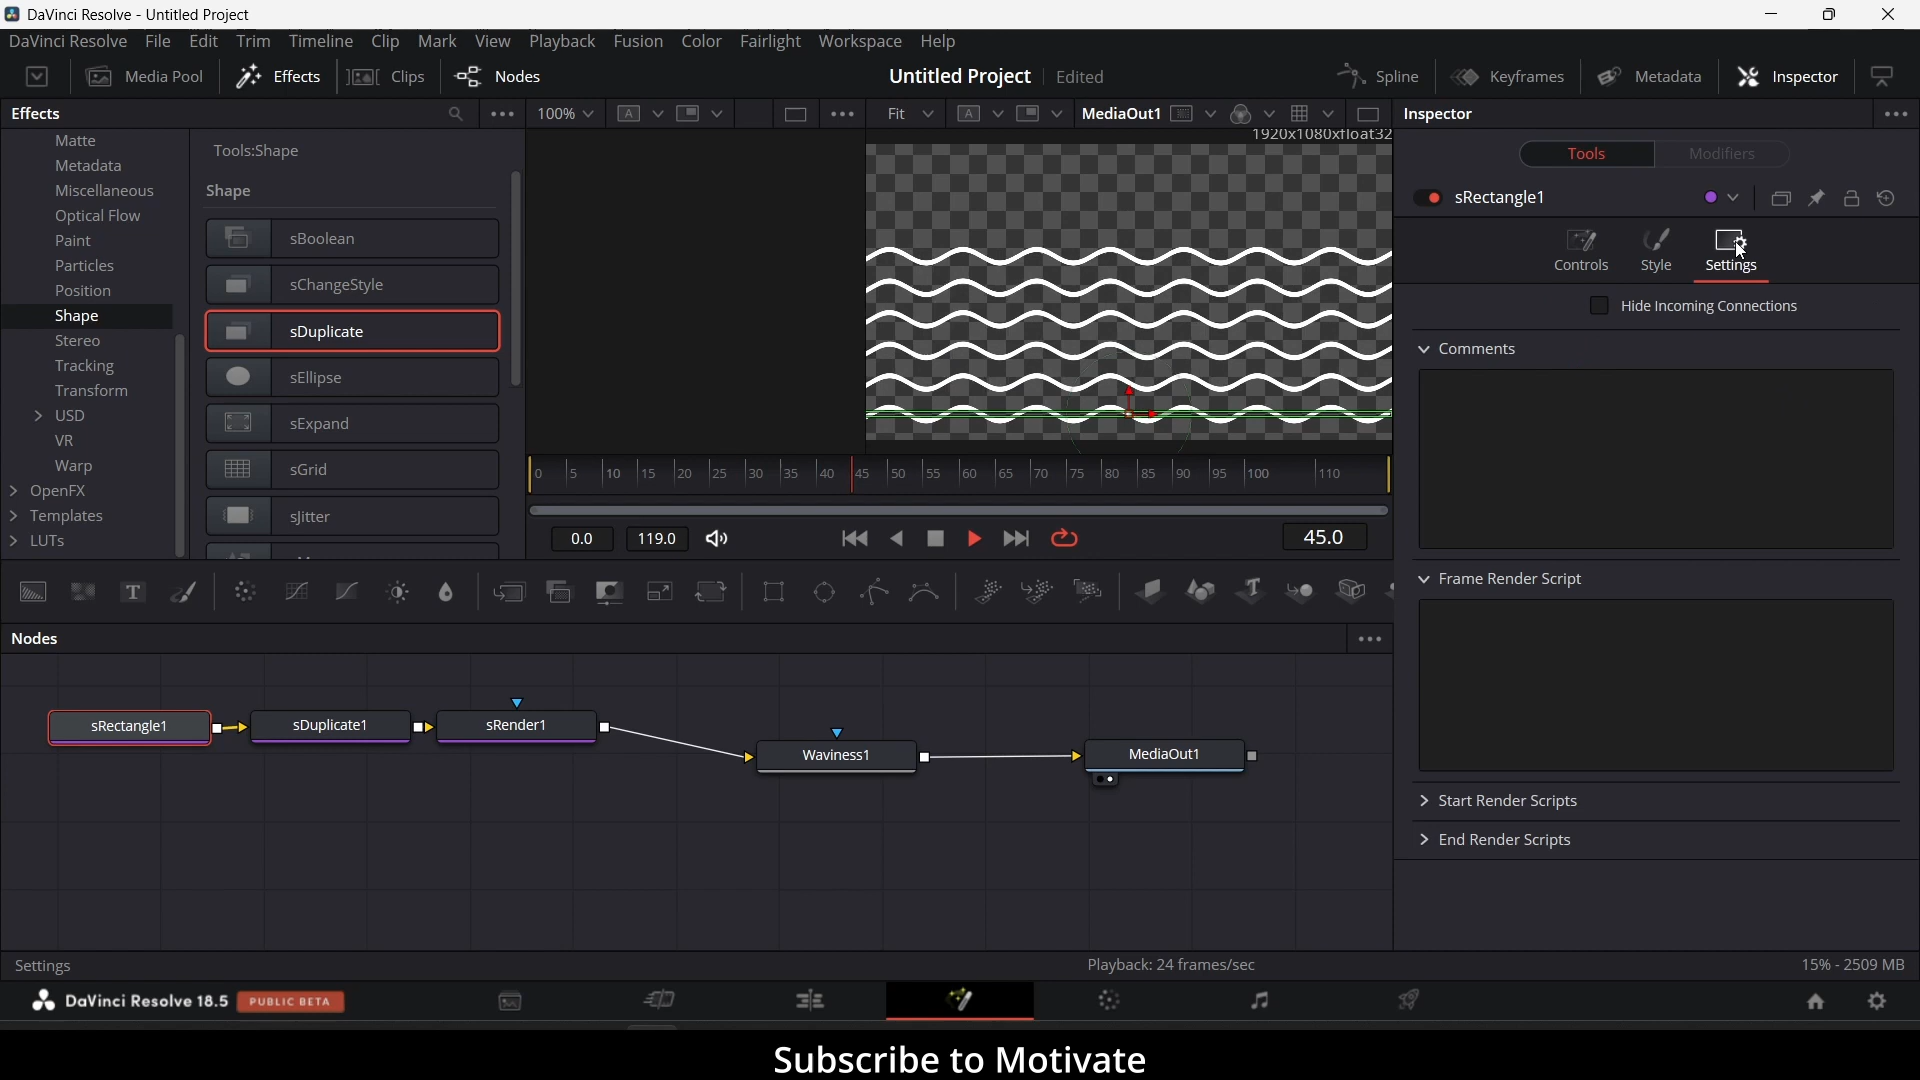 DaVinci Resolve - Untitled Project
DaVinci Resolve File Edit Trim Timeline Clip Mark View Playback Fusion Color Fairlight Workspace Help
Media Pool Effects Clips Nodes Untitled Project Edited Spline Keyframes Metadata Inspector
Effects 100% A Fit A MediaOut1 Inspector
1920x1080xfloat32
Matte
Metadata
Miscellaneous
Optical Flow
Paint
Particles
Position
Shape
Stereo
Tracking
Transform
USD
VR
Warp
OpenFX
Templates
LUTs
Tools:Shape
Shape
sBoolean
sChangeStyle
sDuplicate
sEllipse
sExpand
sGrid
sJitter
0 5 10 15 20 25 30 35 40 45 50 55 60 65 70 75 80 85 90 95 100 110
0.0 119.0 45.0
Tools Modifiers
sRectangle1
Controls Style Settings
Hide Incoming Connections
Comments
Frame Render Script
Start Render Scripts
End Render Scripts
T T
Nodes
sRectangle1 sDuplicate1 sRender1
Waviness1 MediaOut1
Settings Playback: 24 frames/sec 15% - 2509 MB
DaVinci Resolve 18.5 PUBLIC BETA
Subscribe to Motivate